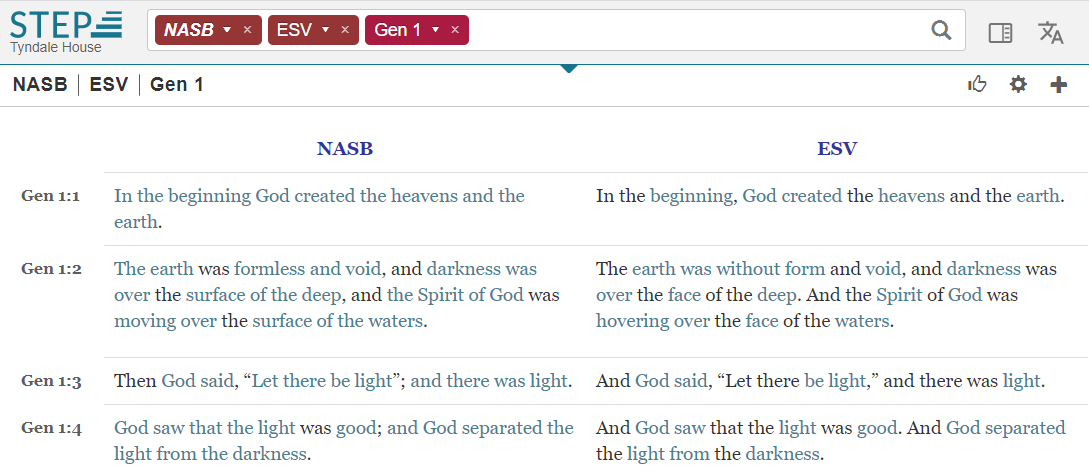 STEP
Tyndale House
NASB ESV Gen 1
NASB ESV Gen 1
NASB ESV
Gen 1:1 In the beginning God created the heavens and the In the beginning, God created the heavens and the earth.
earth.
Gen 1:2 The earth was formless and void, and darkness was The earth was without form and void, and darkness was
over the surface of the deep, and the Spirit of God was over the face of the deep. And the Spirit of God was
moving over the surface of the waters. hovering over the face of the waters.
Gen 1:3 Then God said, “Let there be light”; and there was light. And God said, “Let there be light,” and there was light.
Gen 1:4 God saw that the light was good; and God separated the And God saw that the light was good. And God separated
light from the darkness. the light from the darkness.